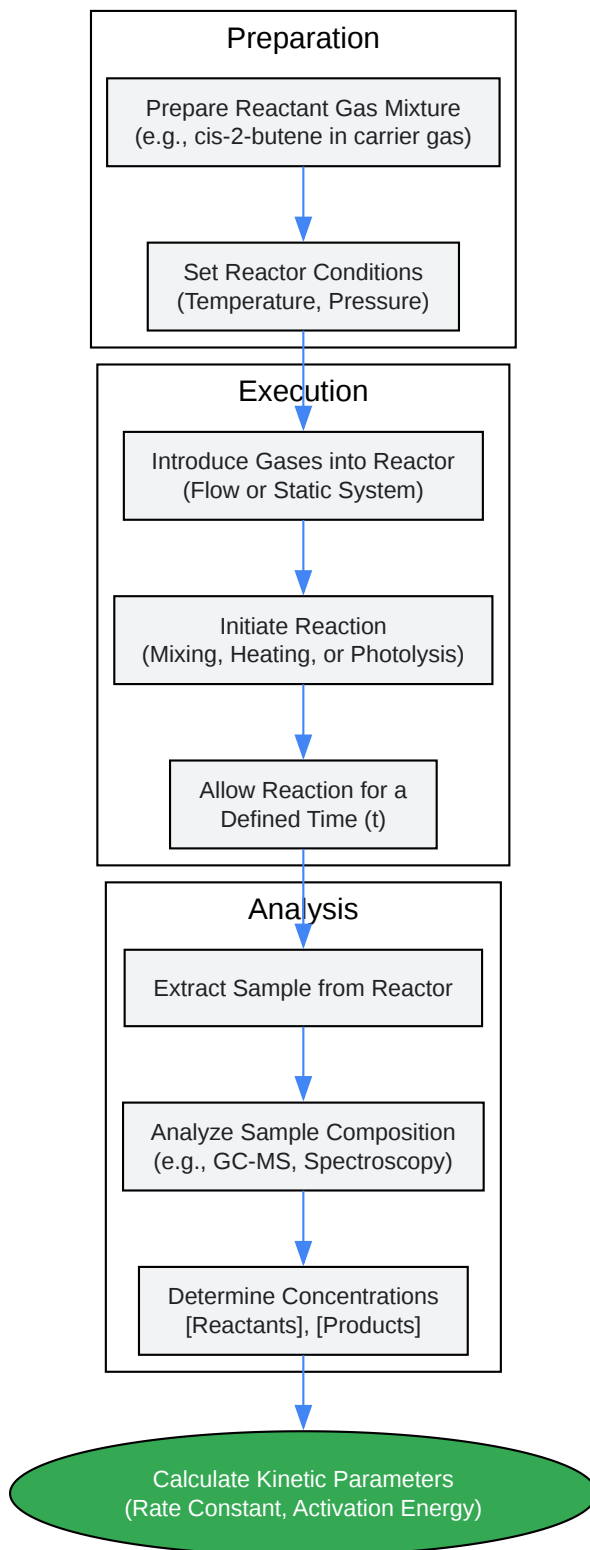 Preparation
Prepare Reactant Gas Mixture
(e.g., cis-2-butene in carrier gas)
Set Reactor Conditions
(Temperature, Pressure)
Execution
Introduce Gases into Reactor
(Flow or Static System)
Initiate Reaction
(Mixing, Heating, or Photolysis)
Allow Reaction for a
Defined Time (t)
Analysis
Extract Sample from Reactor
Analyze Sample Composition
(e.g., GC-MS, Spectroscopy)
Determine Concentrations
[Reactants], [Products]
Calculate Kinetic Parameters
(Rate Constant, Activation Energy)